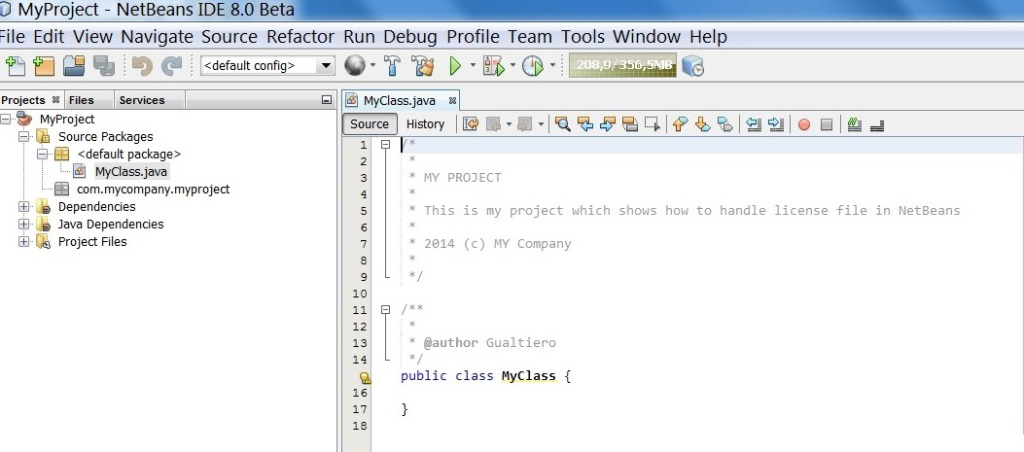 MyProject - NetBeans IDE 8.0 Beta
File Edit View Navigate Source Refactor Run Debug Profile Team Tools Window Help
<default config>
208,9/356,5MB
Projects Files Services
MyProject
Source Packages
<default package>
MyClass.java
com.mycompany.myproject
Dependencies
Java Dependencies
Project Files
MyClass.java
Source History
1 /*
2 *
3 * MY PROJECT
4 *
5 * This is my project which shows how to handle license file in NetBeans
6 *
7 * 2014 (c) MY Company
8 *
9 */
10
11 /**
12 *
13 * @author Gualtiero
14 */
public class MyClass {
16
17 }
18